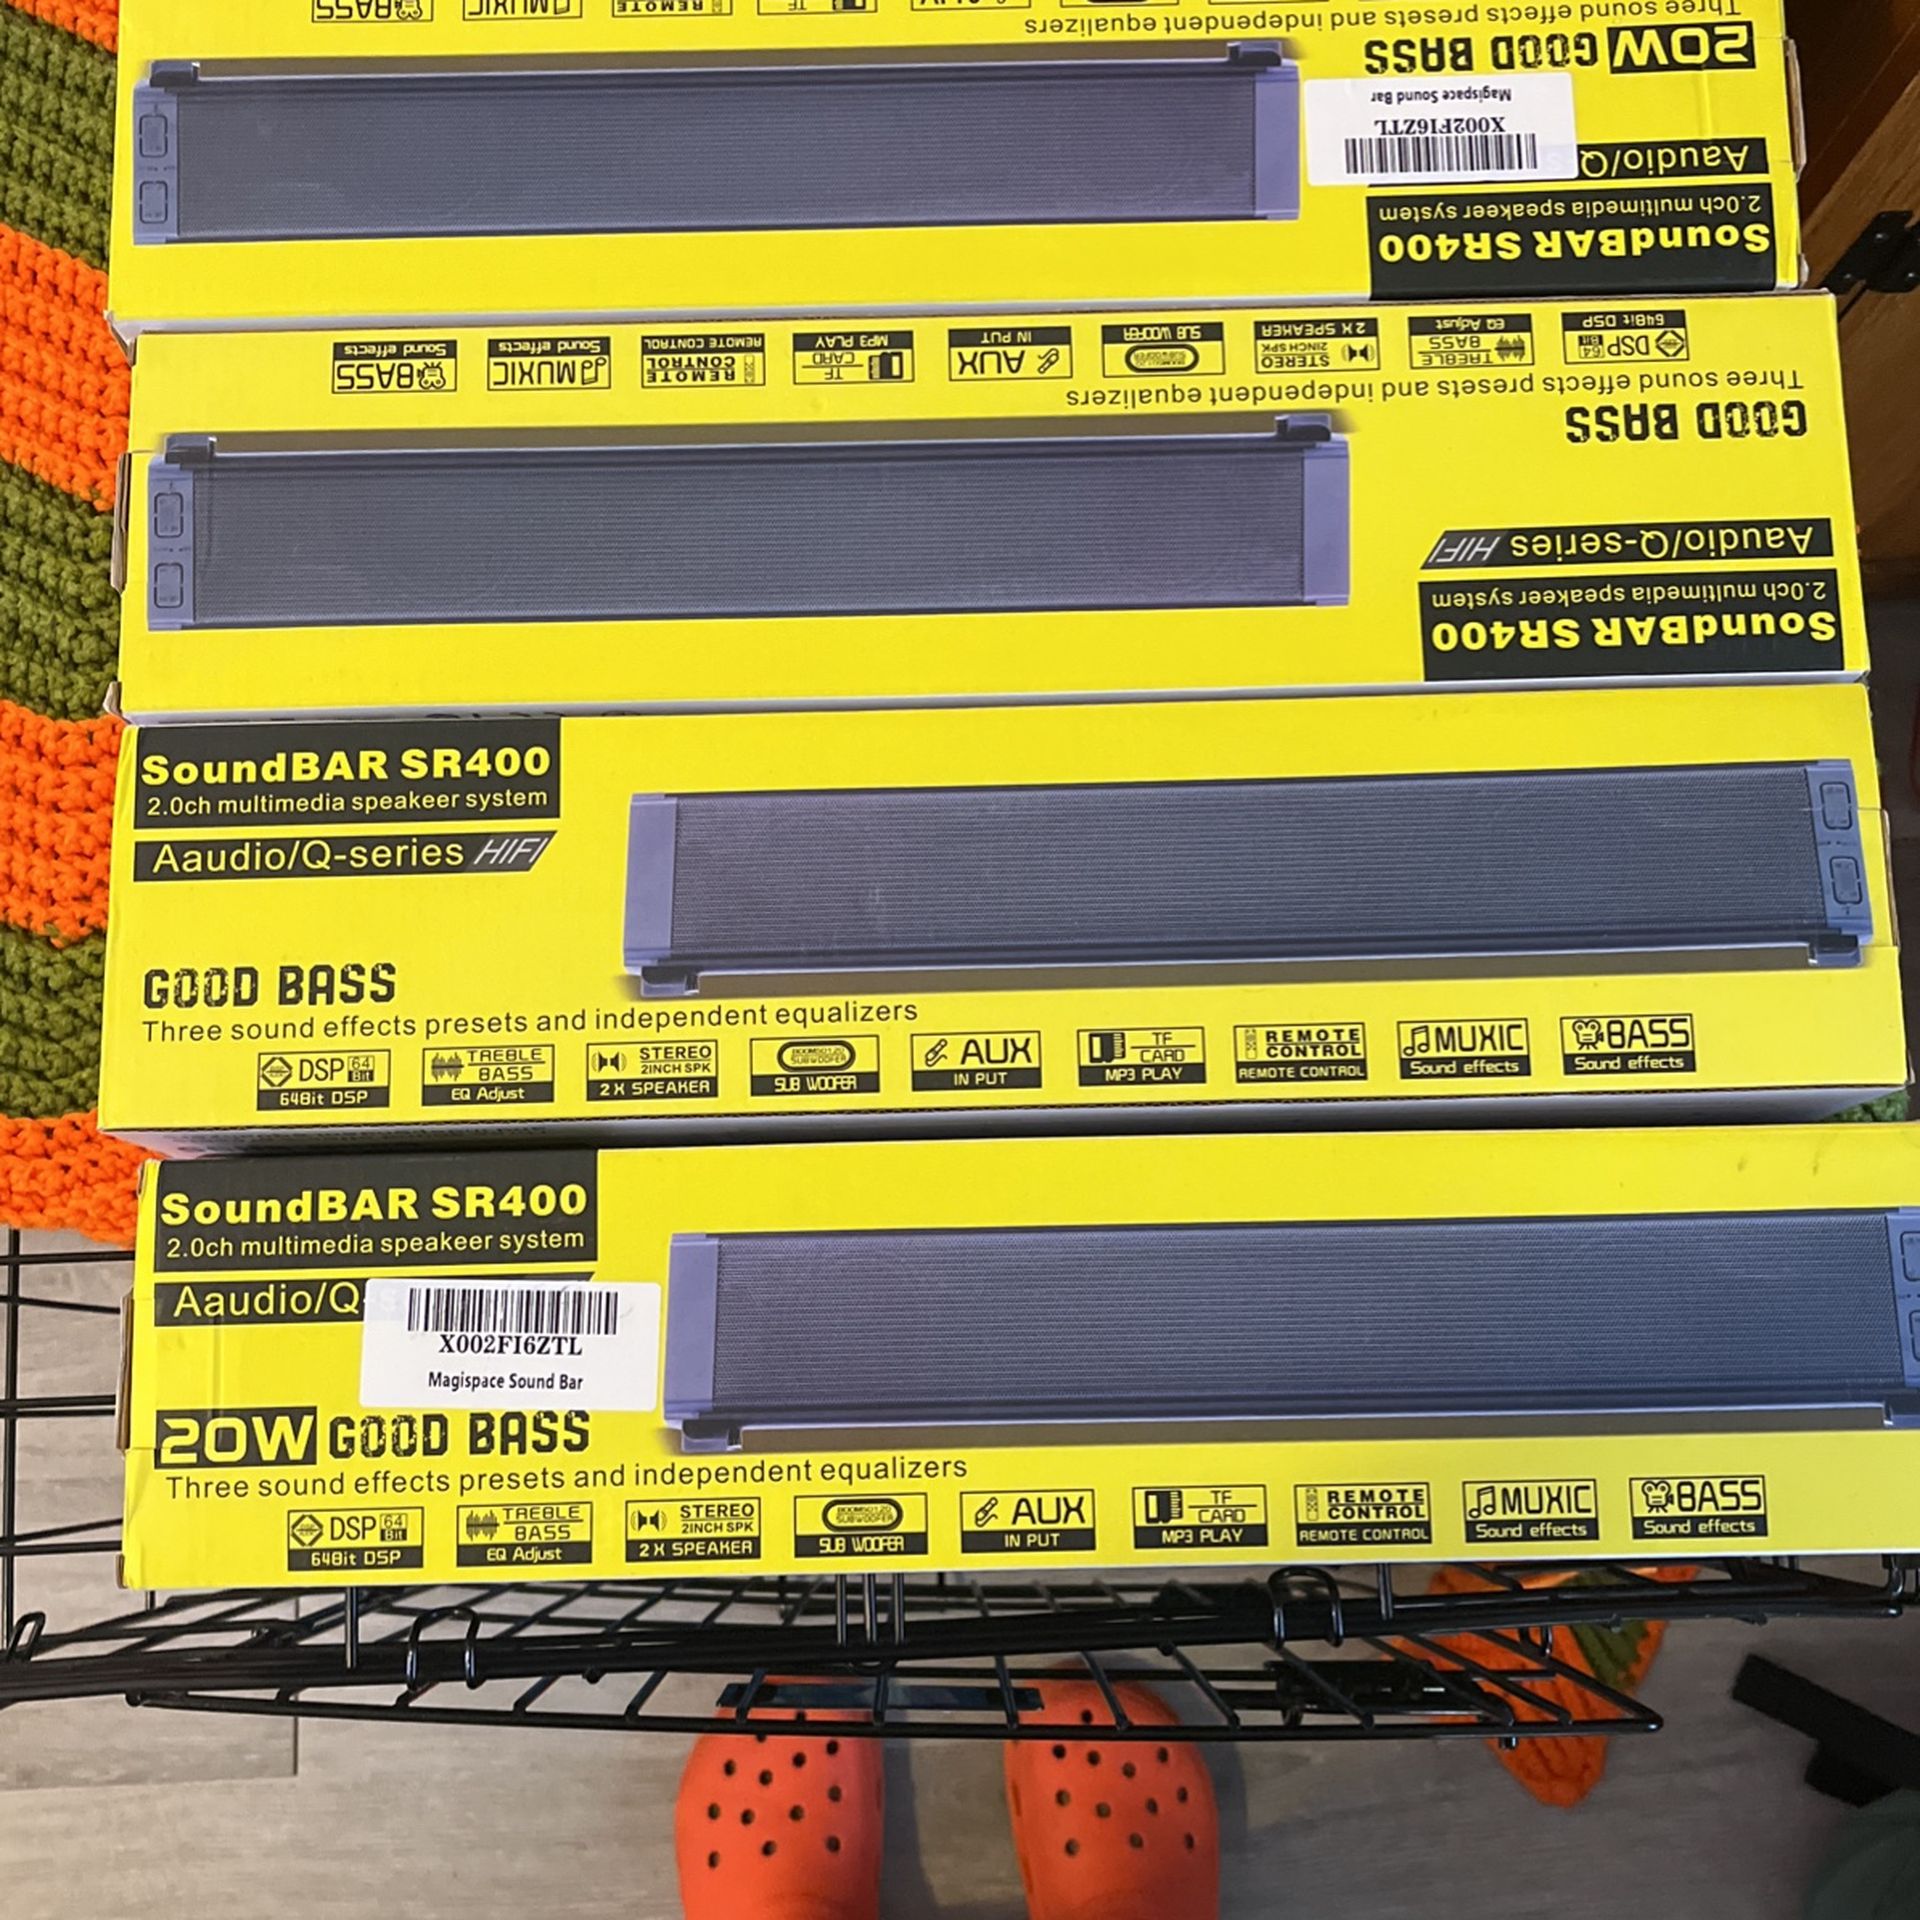 BASS
MUXIC
REMOTE
TF
Three sound effects presets and independent equalizers
20W GOOD BASS
Magispace Sound Bar
X002FI6ZTL
Aaudio/Q
2.0ch multimedia speakeer system
SoundBAR SR400
SoundBAR SR400
2.0ch multimedia speakeer system
Aaudio/Q-series HIFI
GOOD BASS
Three sound effects presets and independent equalizers
DSP 64 Bit
64Bit DSP
TREBLE
BASS
EQ Adjust
STEREO
2INCH SPK
2X SPEAKER
SUB WOOFER
AUX
IN PUT
TF
CARD
MP3 PLAY
REMOTE
CONTROL
REMOTE CONTROL
MUXIC
Sound effects
BASS
Sound effects
SoundBAR SR400
2.0ch multimedia speakeer system
Aaudio/Q-series HIFI
GOOD BASS
Three sound effects presets and independent equalizers
DSP 64 Bit
64Bit DSP
TREBLE
BASS
EQ Adjust
STEREO
2INCH SPK
2X SPEAKER
SUBWOOFER
SUB WOOFER
AUX
IN PUT
TF
CARD
MP3 PLAY
REMOTE
CONTROL
REMOTE CONTROL
MUXIC
Sound effects
BASS
Sound effects
SoundBAR SR400
2.0ch multimedia speakeer system
Aaudio/Q-s
X002FI6ZTL
Magispace Sound Bar
20W GOOD BASS
Three sound effects presets and independent equalizers
DSP 64 Bit
64Bit DSP
TREBLE
BASS
EQ Adjust
STEREO
2INCH SPK
2X SPEAKER
SUBWOOFER
SUB WOOFER
AUX
IN PUT
TF
CARD
MP3 PLAY
REMOTE
CONTROL
REMOTE CONTROL
MUXIC
Sound effects
BASS
Sound effects